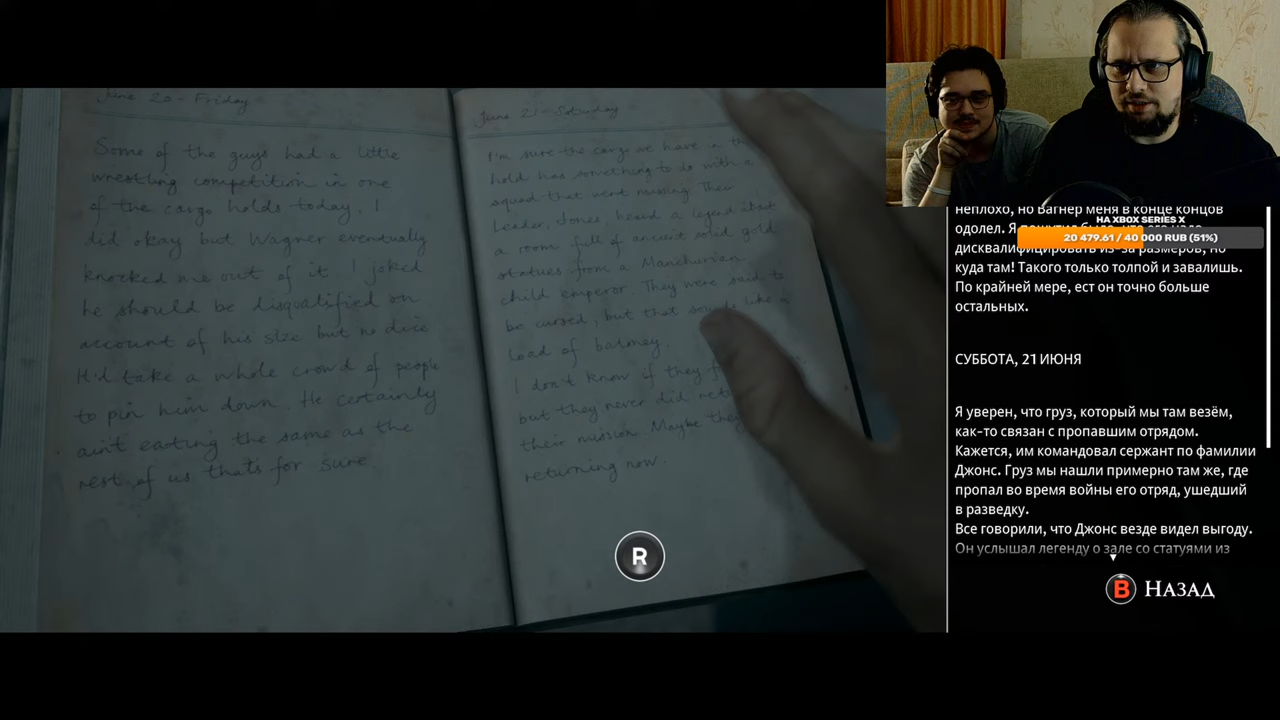 June 20 - Friday
Some of the guys had a little
wrestling competition in one
of the cargo holds today. I
did okay but Wagner eventually
knocked me out of it. I joked
he should be disqualified on
account of his size but no dice
H'd take a whole crowd of people
to pin him down. He certainly
ain't eating the same as the
rest of us thats for sure.
June 21 - Saturday
I'm sure the cargo we have in the
hold has something to do with a
squad that went missing. Their
Leader, Jones, heard a legend about
a room full of ancient solid gold
statues from a Manchurian
child emperor. They were said to
be cursed, but that sounds like a
load of barmey.
I don't know if they
but they never did
their mission. Maybe
returning now.
R
неплохо, но Вагнер меня в конце концов
НА XBOX SERIES X
одолел. Я
20 479.61 / 40 000 RUB (51%)
куда там! Такого только толпой и завалишь.
По крайней мере, ест он точно больше
остальных.
СУББОТА, 21 ИЮНЯ
Я уверен, что груз, который мы там везём,
как-то связан с пропавшим отрядом.
Кажется, им командовал сержант по фамилии
Джонс. Груз мы нашли примерно там же, где
пропал во время войны его отряд, ушедший
в разведку.
Все говорили, что Джонс везде видел выгоду.
Он услышал легенду о зале со статуями из
B НАЗАД